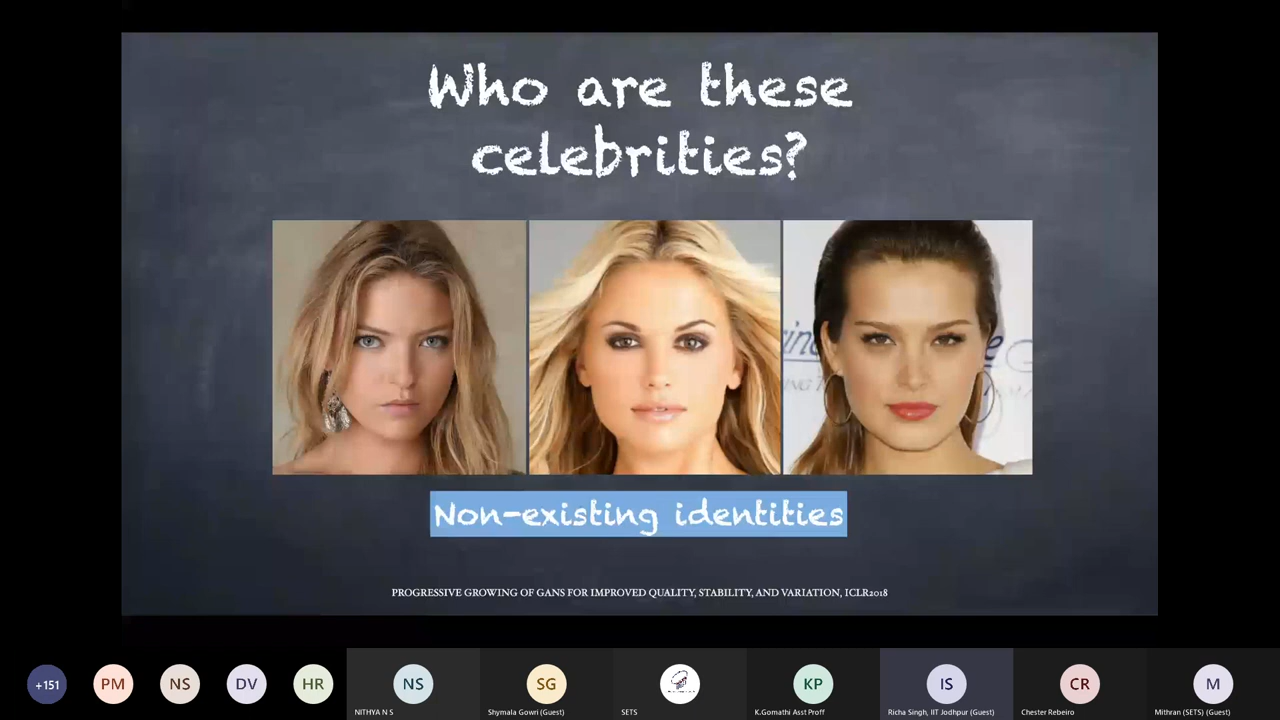 Who are these
celebrities?
Non-existing identities
PROGRESSIVE GROWING OF GANS FOR IMPROVED QUALITY, STABILITY, AND VARIATION, ICLR2018
+151
PM
NS
DV
HR
NS
SG
KP
IS
CR
M
NITHYA N S
Shymala Gowri (Guest)
SETS
K.Gomathi Asst Proff
Richa Singh, IIT Jodhpur (Guest)
Chester Rebeiro
Mithran (SETS) (Guest)